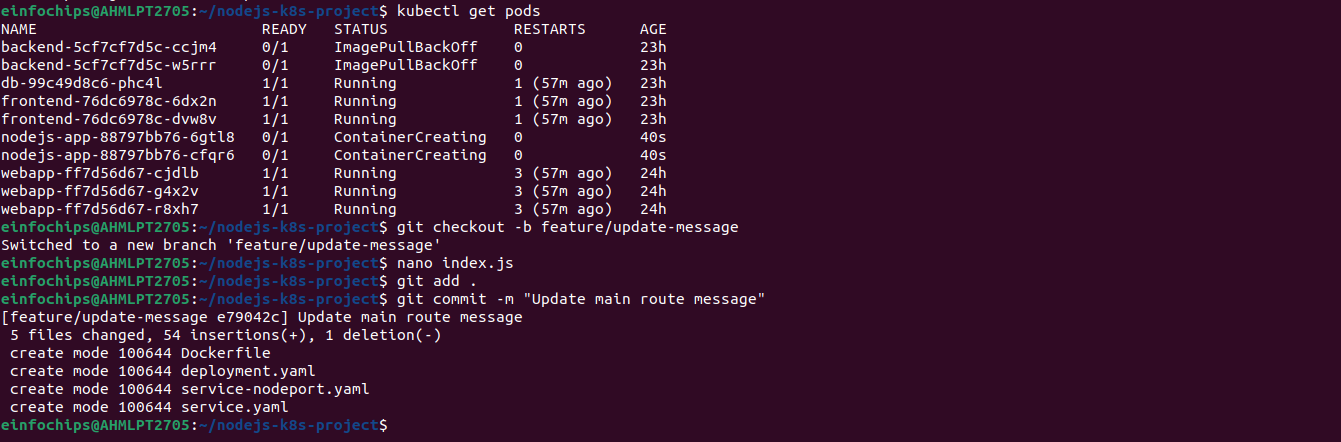 einfochips@AHMLPT2705:~/nodejs-k8s-project$ kubectl get pods
NAME                         READY   STATUS              RESTARTS      AGE
backend-5cf7cf7d5c-ccjm4     0/1     ImagePullBackOff    0             23h
backend-5cf7cf7d5c-w5rrr     0/1     ImagePullBackOff    0             23h
db-99c49d8c6-phc4l           1/1     Running             1 (57m ago)   23h
frontend-76dc6978c-6dx2n     1/1     Running             1 (57m ago)   23h
frontend-76dc6978c-dvw8v     1/1     Running             1 (57m ago)   23h
nodejs-app-88797bb76-6gtl8   0/1     ContainerCreating   0             40s
nodejs-app-88797bb76-cfqr6   0/1     ContainerCreating   0             40s
webapp-ff7d56d67-cjdlb       1/1     Running             3 (57m ago)   24h
webapp-ff7d56d67-g4x2v       1/1     Running             3 (57m ago)   24h
webapp-ff7d56d67-r8xh7       1/1     Running             3 (57m ago)   24h
einfochips@AHMLPT2705:~/nodejs-k8s-project$ git checkout -b feature/update-message
Switched to a new branch 'feature/update-message'
einfochips@AHMLPT2705:~/nodejs-k8s-project$ nano index.js
einfochips@AHMLPT2705:~/nodejs-k8s-project$ git add .
einfochips@AHMLPT2705:~/nodejs-k8s-project$ git commit -m "Update main route message"
[feature/update-message e79042c] Update main route message
 5 files changed, 54 insertions(+), 1 deletion(-)
 create mode 100644 Dockerfile
 create mode 100644 deployment.yaml
 create mode 100644 service-nodeport.yaml
 create mode 100644 service.yaml
einfochips@AHMLPT2705:~/nodejs-k8s-project$